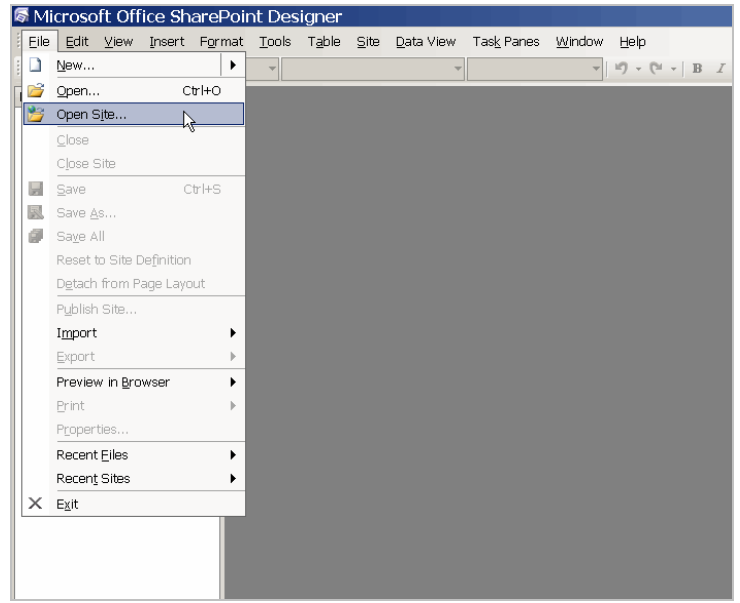 Microsoft Office SharePoint Designer
File Edit View Insert Format Tools Table Site Data View Task Panes Window Help
New...
B I
Open... Ctrl+O
Open Site...
Close
Close Site
Save Ctrl+S
Save As...
Save All
Reset to Site Definition
Detach from Page Layout
Publish Site...
Import
Export
Preview in Browser
Print
Properties...
Recent Files
Recent Sites
Exit